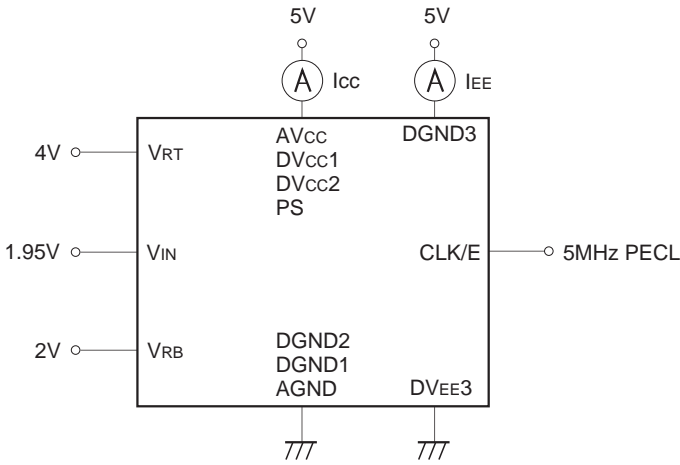 5V 5V
A ICC A IEE
AVCC DGND3
4V VRT DVCC1
DVCC2
PS
1.95V VIN CLK/E 5MHz PECL
2V VRB DGND2
DGND1
AGND DVEE3